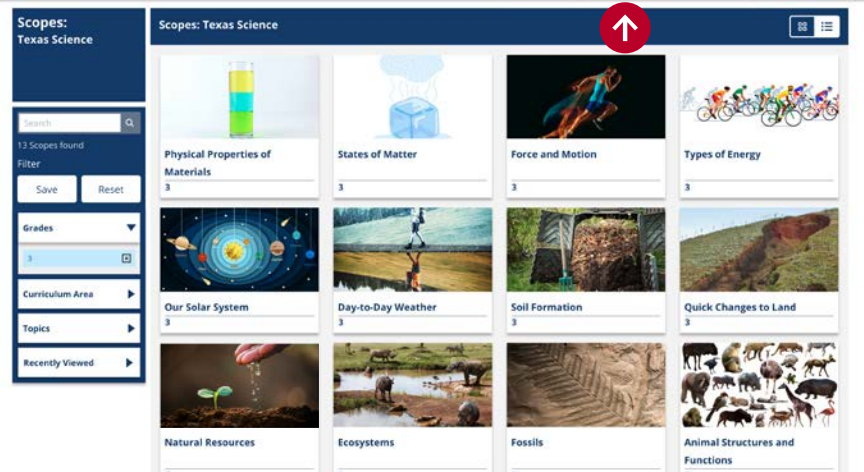 Scopes:
Texas Science
Search
13 Scopes found
Filter
Save Reset
Grades
3
Curriculum Area
Topics
Recently Viewed
Scopes: Texas Science
Physical Properties of
Materials
3
States of Matter
3
Force and Motion
3
Types of Energy
3
Our Solar System
3
Day-to-Day Weather
3
Soil Formation
3
Quick Changes to Land
3
Natural Resources
Ecosystems
Fossils
Animal Structures and
Functions